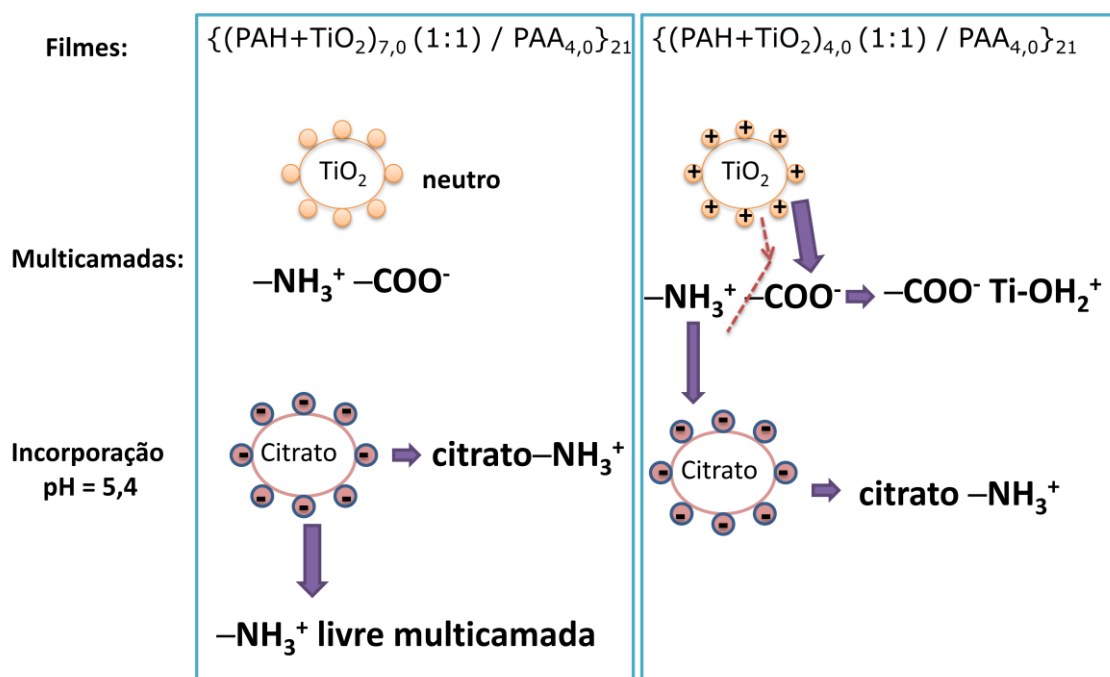 Filmes:
{(PAH+TiO₂)₇,₀ (1:1) / PAA₄,₀}₂₁
{(PAH+TiO₂)₄,₀ (1:1) / PAA₄,₀}₂₁
TiO₂
neutro
+ + + + + + + +
TiO₂
Multicamadas:
–NH₃⁺ –COO⁻
–NH₃⁺ –COO⁻
–COO⁻ Ti-OH₂⁺
Incorporação
pH = 5,4
- - - - - - - -
Citrato
citrato–NH₃⁺
–NH₃⁺ livre multicamada
- - - - - - - -
Citrato
citrato –NH₃⁺